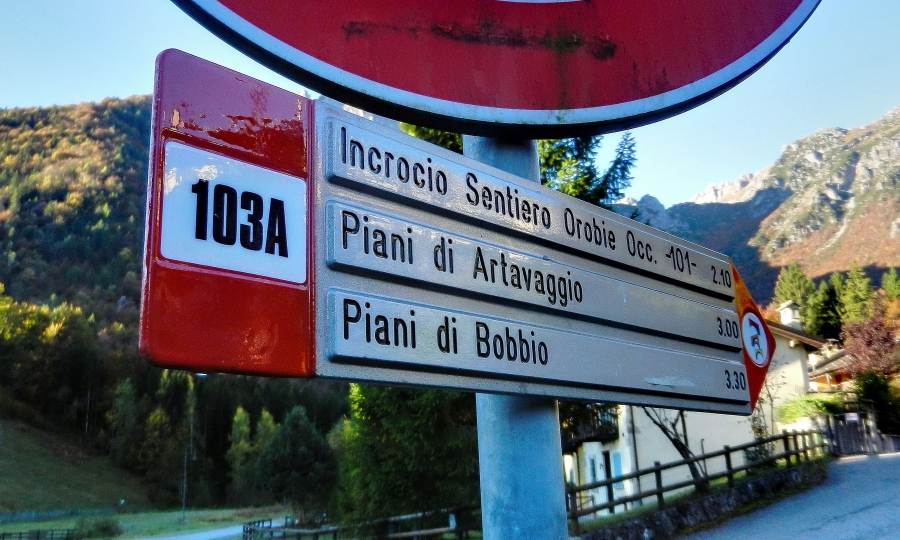 103A
Incrocio Sentiero Orobie Occ. -101- 2.10
Piani di Artavaggio 3.00
Piani di Bobbio 3.30